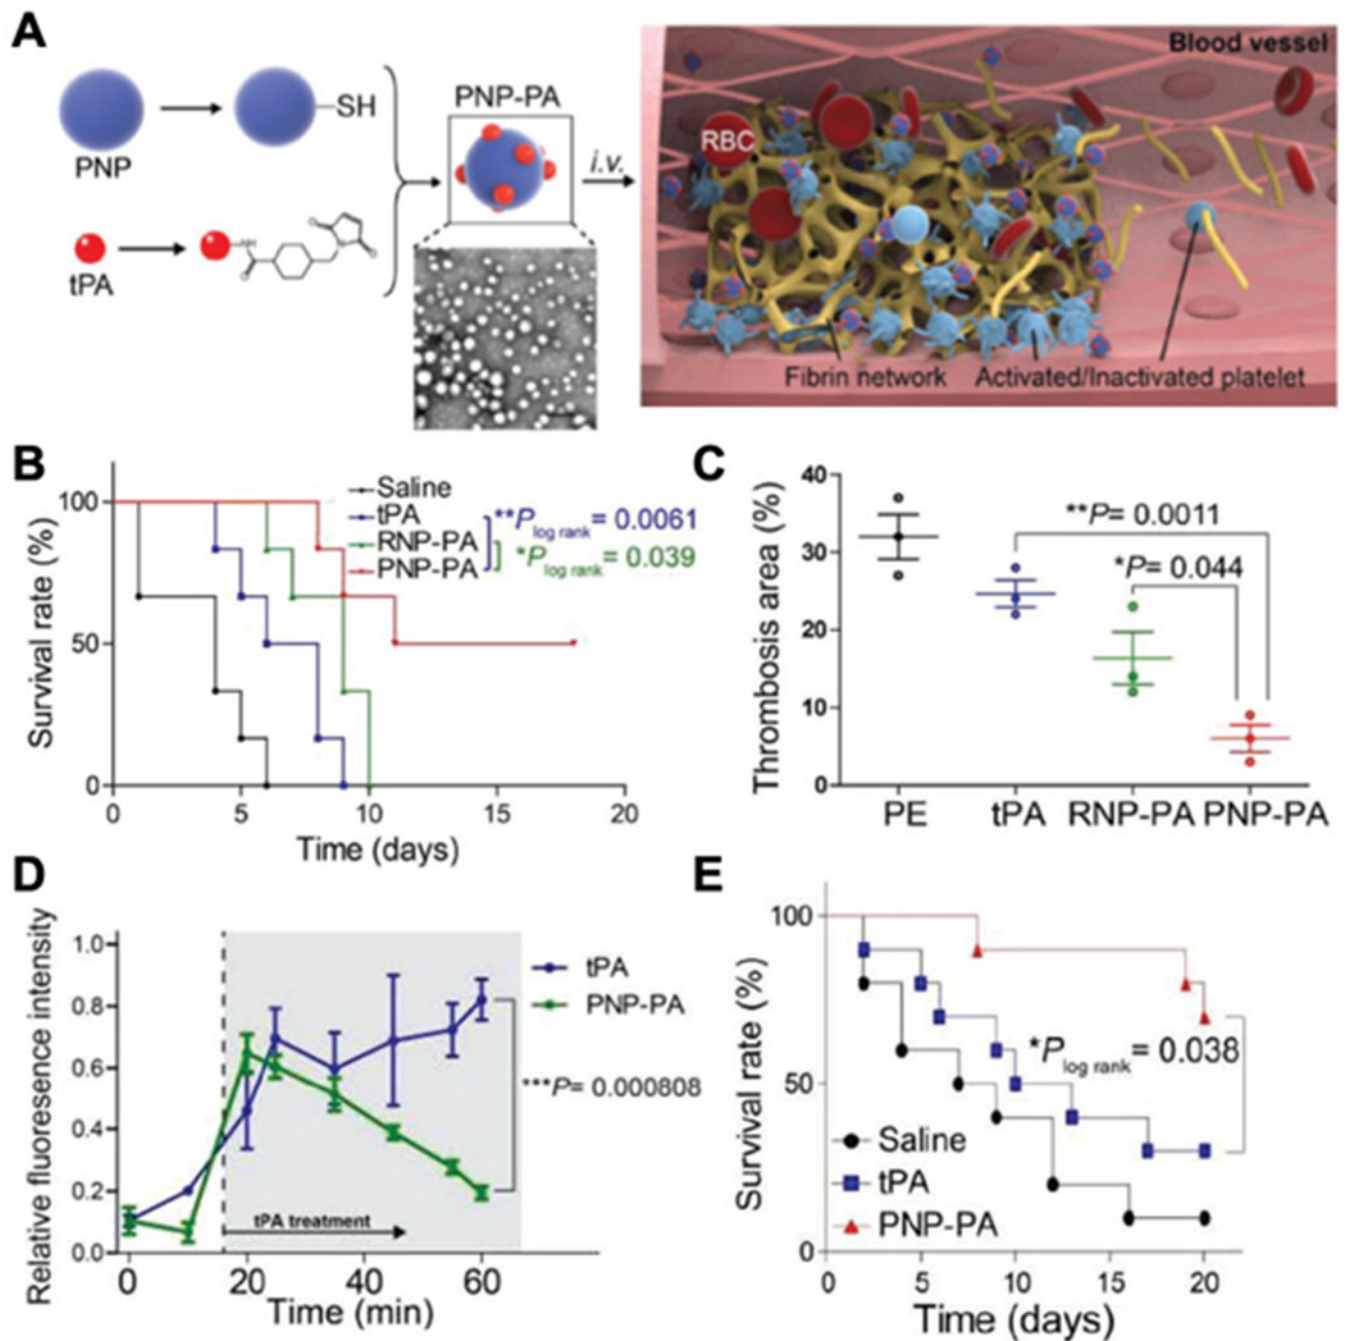 A
PNP
SH
tPA
NH
O
O
N
O
PNP-PA
i.v.
Blood vessel
RBC
Fibrin network
Activated/Inactivated platelet
B
Survival rate (%)
100
50
0
0 5 10 15 20
Time (days)
Saline
tPA
RNP-PA
PNP-PA
**P log rank = 0.0061
*P log rank = 0.039
C
Thrombosis area (%)
40
30
20
10
0
**P= 0.0011
*P= 0.044
PE tPA RNP-PA PNP-PA
D
Relative fluoresence intensity
1.0
0.8
0.6
0.4
0.2
0.0
0 20 40 60
Time (min)
tPA treatment
tPA
PNP-PA
***P= 0.000808
E
Survival rate (%)
100
50
0
0 5 10 15 20
Time (days)
*P log rank = 0.038
Saline
tPA
PNP-PA